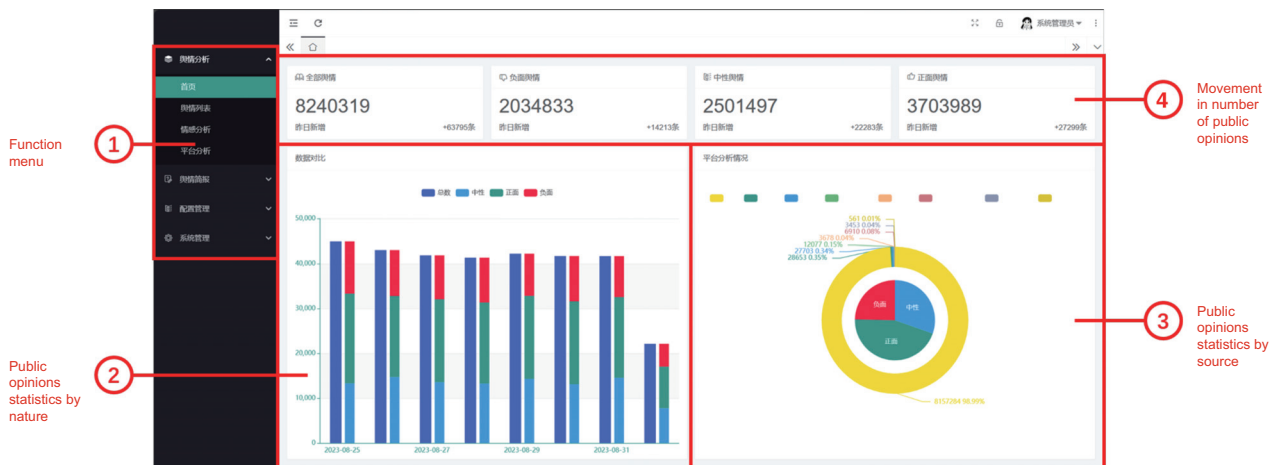 系统管理员
舆情分析
首页
舆情列表
情感分析
平台分析
舆情简报
配置管理
系统管理
Function
menu
1
全部舆情
8240319
昨日新增 +63795条
负面舆情
2034833
昨日新增 +14213条
中性舆情
2501497
昨日新增 +22283条
正面舆情
3703989
昨日新增 +27299条
4
Movement
in number
of public
opinions
数据对比
总数 中性 正面 负面
50,000
40,000
30,000
20,000
10,000
0
2023-08-25 2023-08-27 2023-08-29 2023-08-31
2
Public
opinions
statistics by
nature
平台分析情况
561 0.01%
3453 0.04%
6910 0.08%
3678 0.04%
12077 0.15%
27703 0.34%
28653 0.35%
负面
中性
正面
8157284 98.99%
3
Public
opinions
statistics by
source